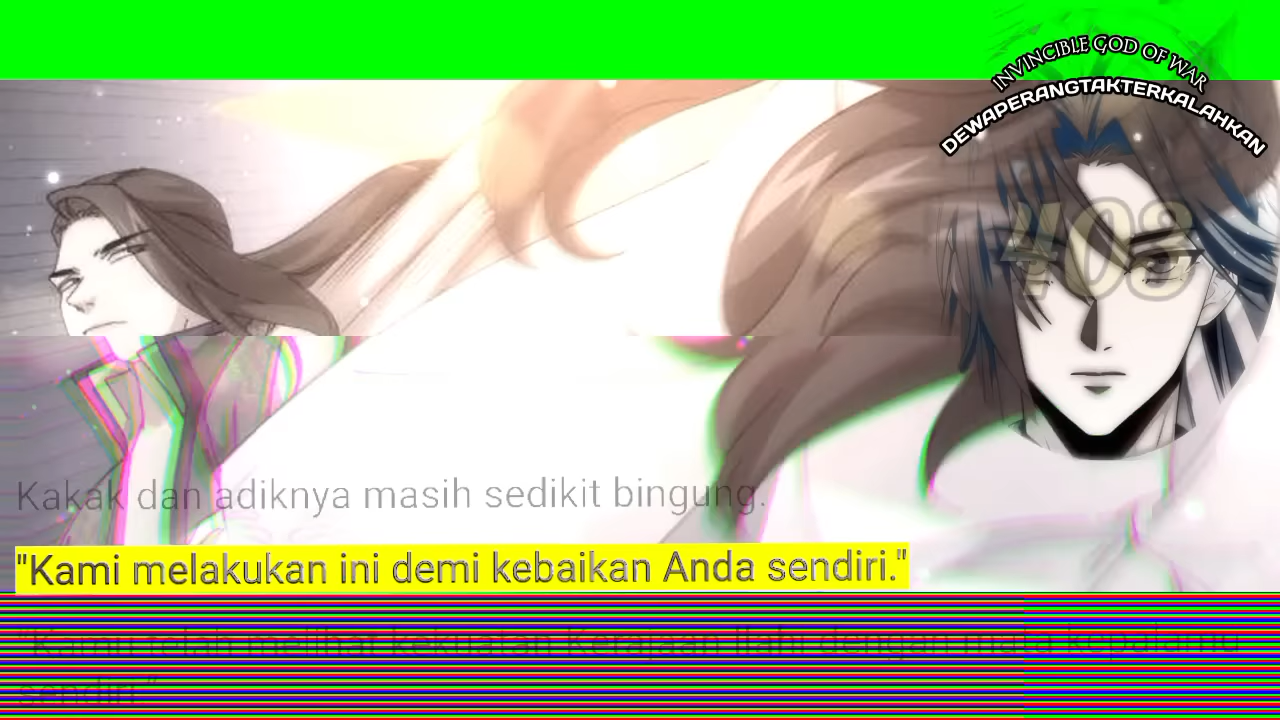 INVINCIBLE GOD OF WAR
DEWAPERANGTAKTERKALAHKAN
408
Kakak dan adiknya masih sedikit bingung.
"Kami melakukan ini demi kebaikan Anda sendiri."
"Kamu telah melihat kekuatan Kerajaan Ilahi dengan mata kepalamu
sendiri."